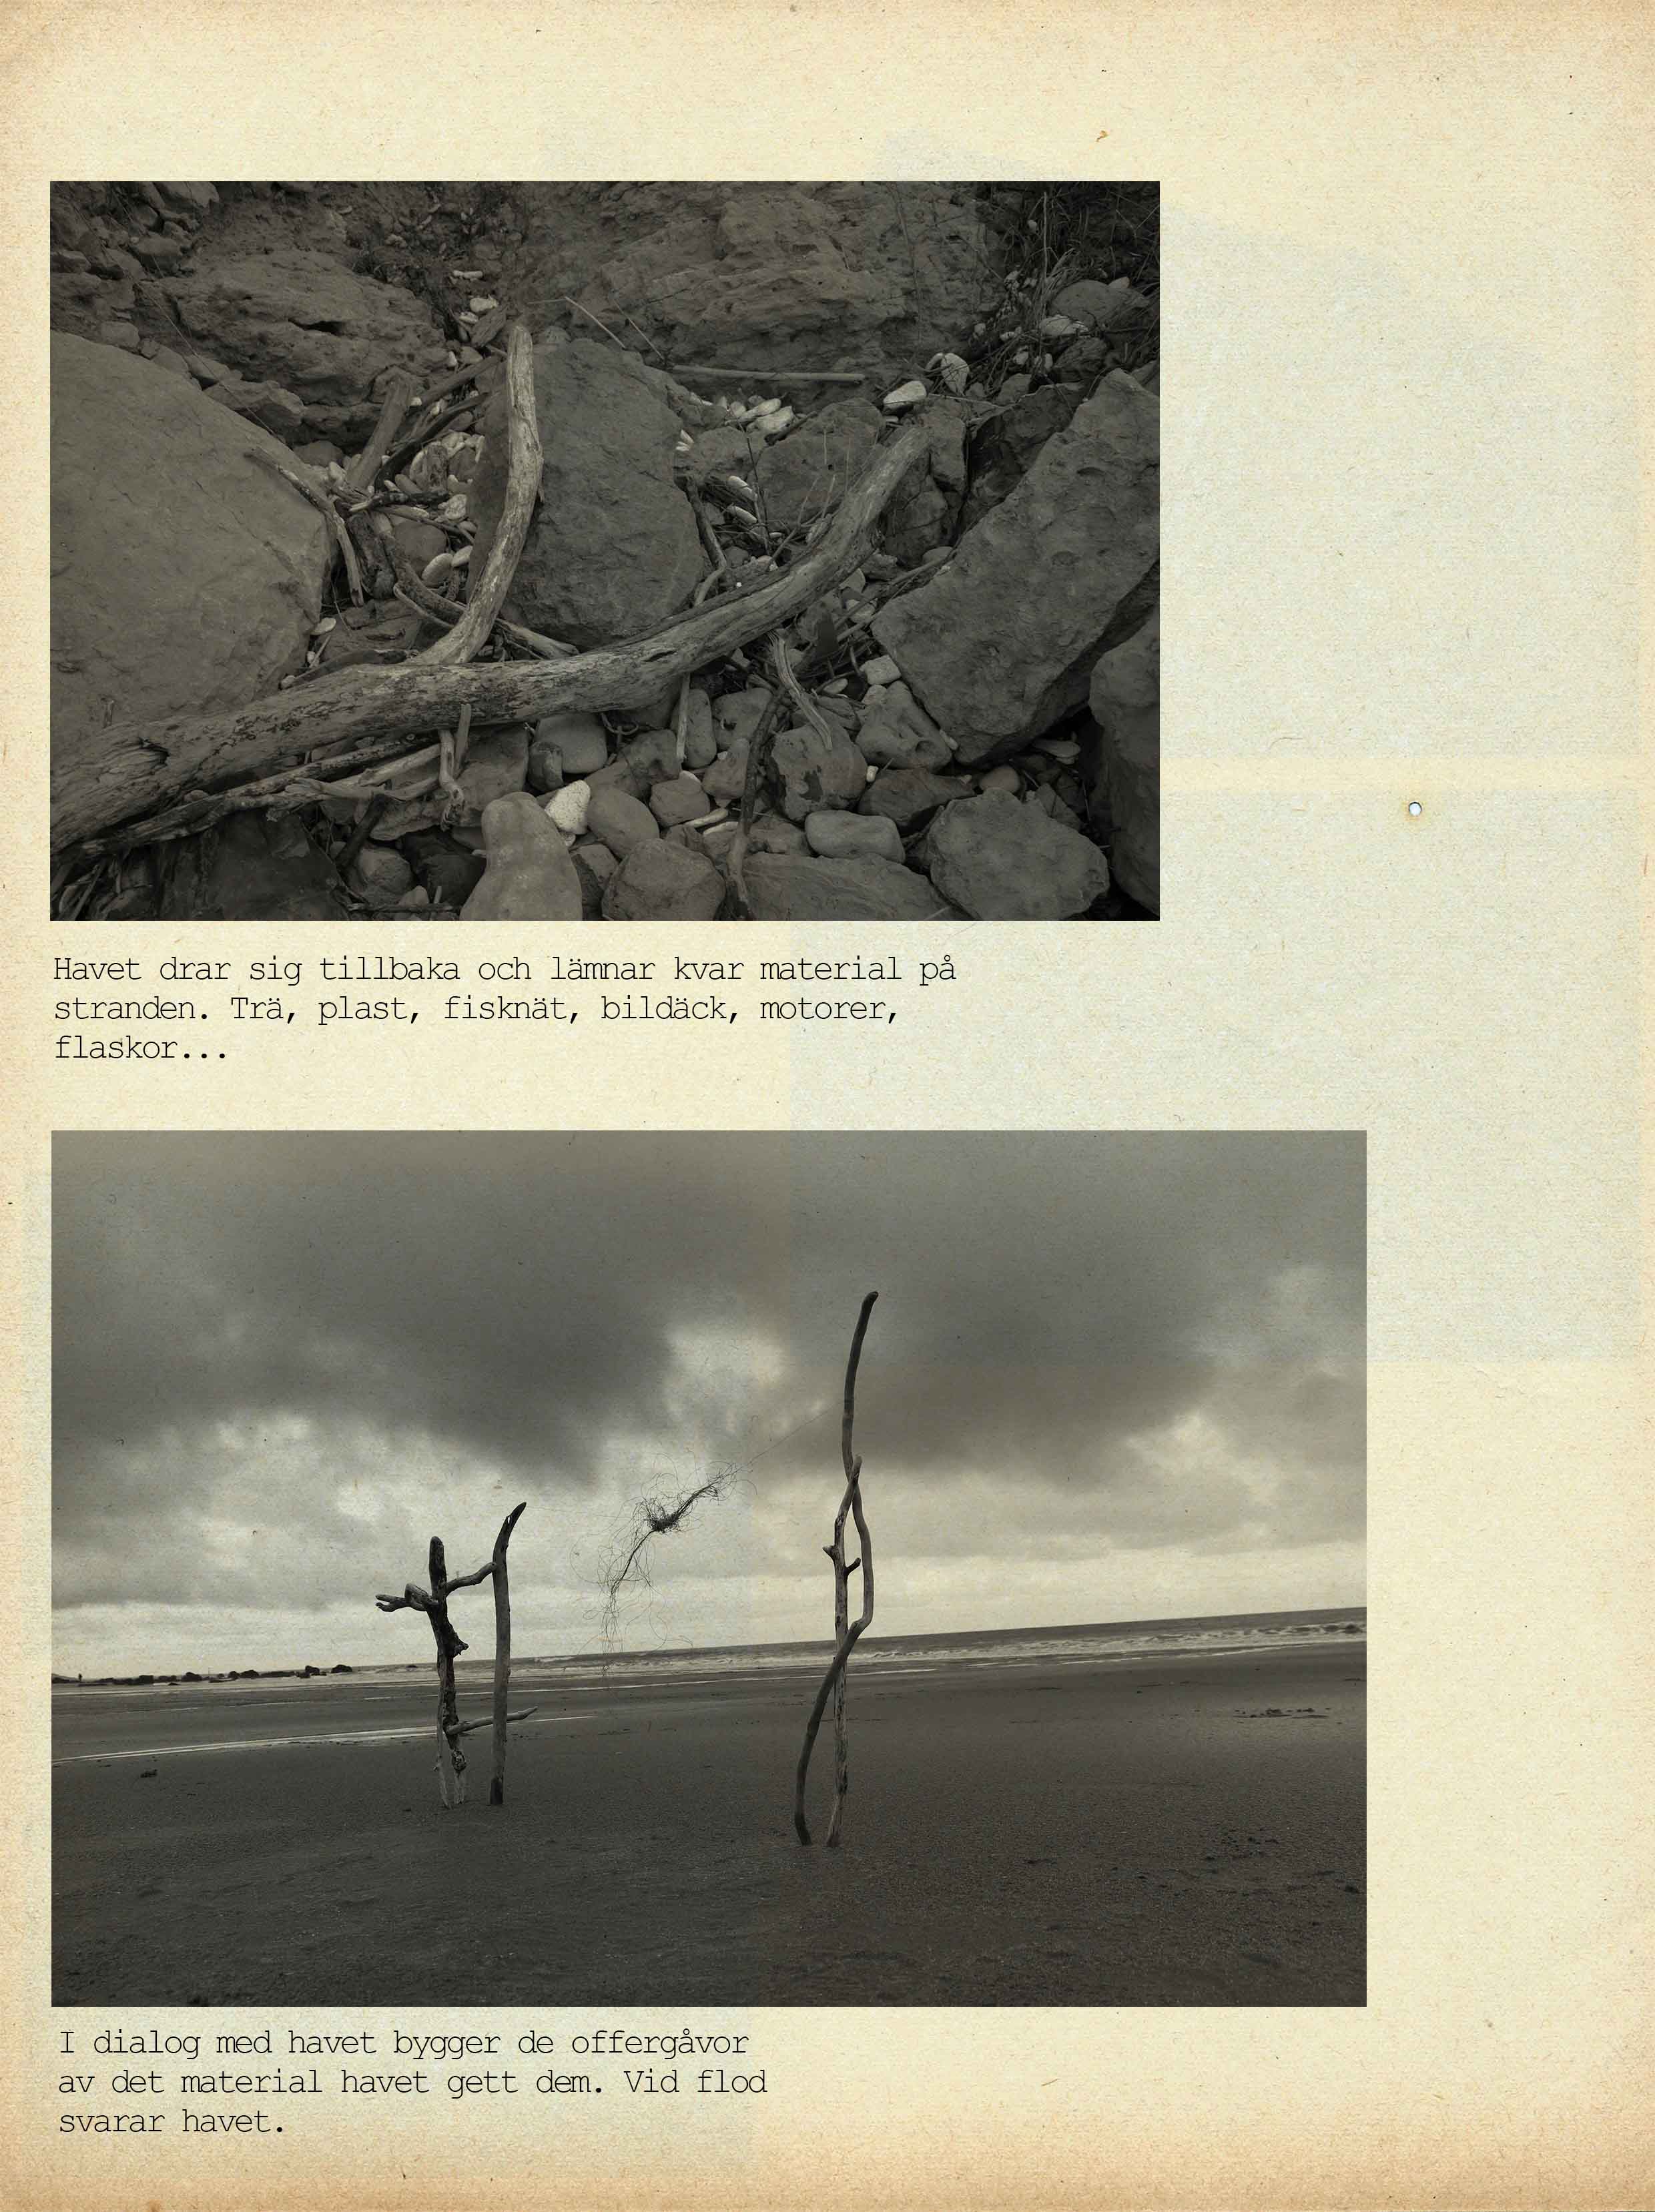 Havet drar sig tillbaka och lämnar kvar material på
stranden. Trä, plast, fisknät, bildäck, motorer,
flaskor...
I dialog med havet bygger de offergåvor
av det material havet gett dem. Vid flod
svarar havet.